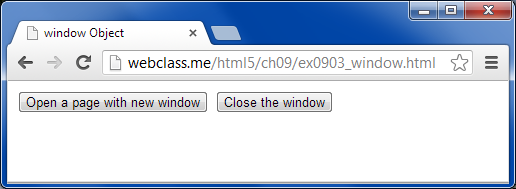 window Object
webclass.me/html5/ch09/ex0903_window.html
Open a page with new window Close the window